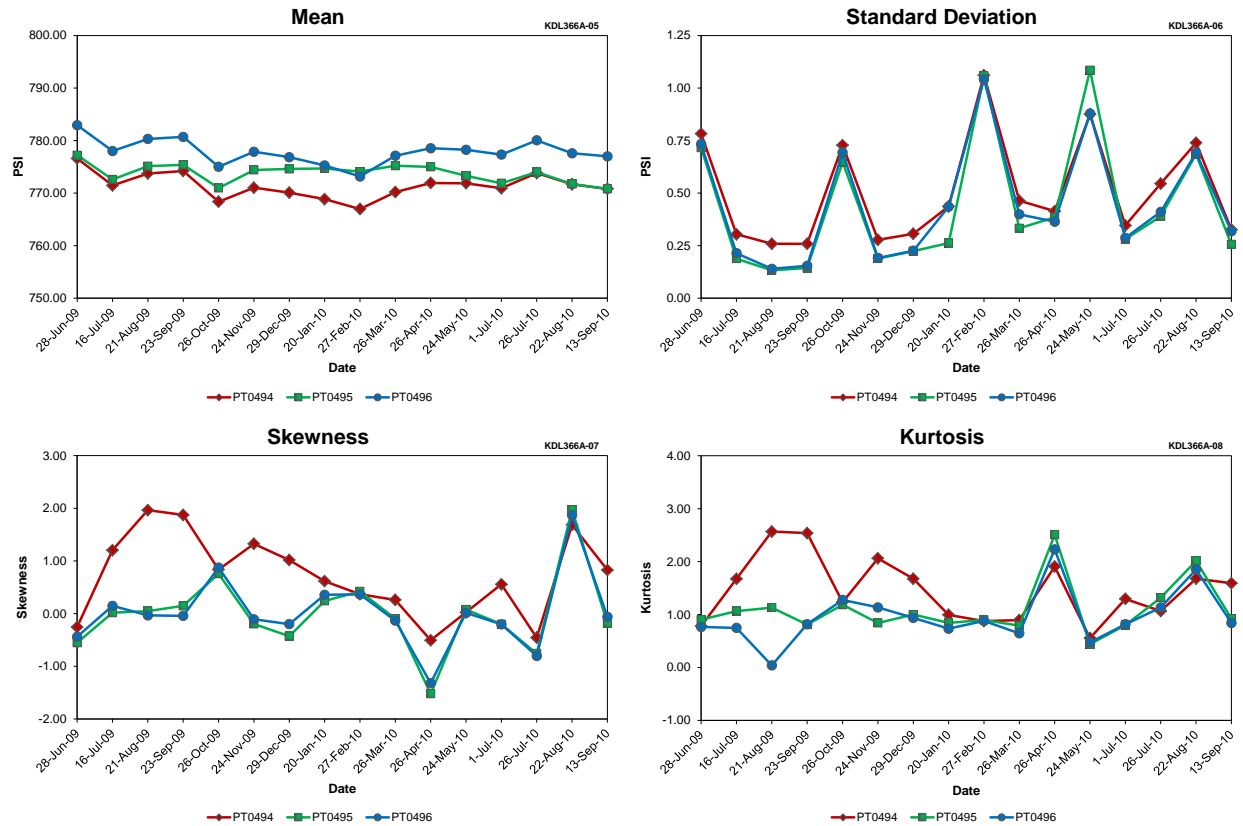 Mean
KDL366A-05
800.00
790.00
780.00
770.00
760.00
750.00
PSI
28-Jun-09
16-Jul-09
21-Aug-09
23-Sep-09
26-Oct-09
24-Nov-09
29-Dec-09
20-Jan-10
27-Feb-10
26-Mar-10
26-Apr-10
24-May-10
1-Jul-10
26-Jul-10
22-Aug-10
13-Sep-10
Date
PT0494 PT0495 PT0496
Standard Deviation
KDL366A-06
1.25
1.00
0.75
0.50
0.25
0.00
PSI
28-Jun-09
16-Jul-09
21-Aug-09
23-Sep-09
26-Oct-09
24-Nov-09
29-Dec-09
20-Jan-10
27-Feb-10
26-Mar-10
26-Apr-10
24-May-10
1-Jul-10
26-Jul-10
22-Aug-10
13-Sep-10
Date
PT0494 PT0495 PT0496
Skewness
KDL366A-07
3.00
2.00
1.00
0.00
-1.00
-2.00
Skewness
28-Jun-09
16-Jul-09
21-Aug-09
23-Sep-09
26-Oct-09
24-Nov-09
29-Dec-09
20-Jan-10
27-Feb-10
26-Mar-10
26-Apr-10
24-May-10
1-Jul-10
26-Jul-10
22-Aug-10
13-Sep-10
Date
PT0494 PT0495 PT0496
Kurtosis
KDL366A-08
4.00
3.00
2.00
1.00
0.00
-1.00
Kurtosis
28-Jun-09
16-Jul-09
21-Aug-09
23-Sep-09
26-Oct-09
24-Nov-09
29-Dec-09
20-Jan-10
27-Feb-10
26-Mar-10
26-Apr-10
24-May-10
1-Jul-10
26-Jul-10
22-Aug-10
13-Sep-10
Date
PT0494 PT0495 PT0496